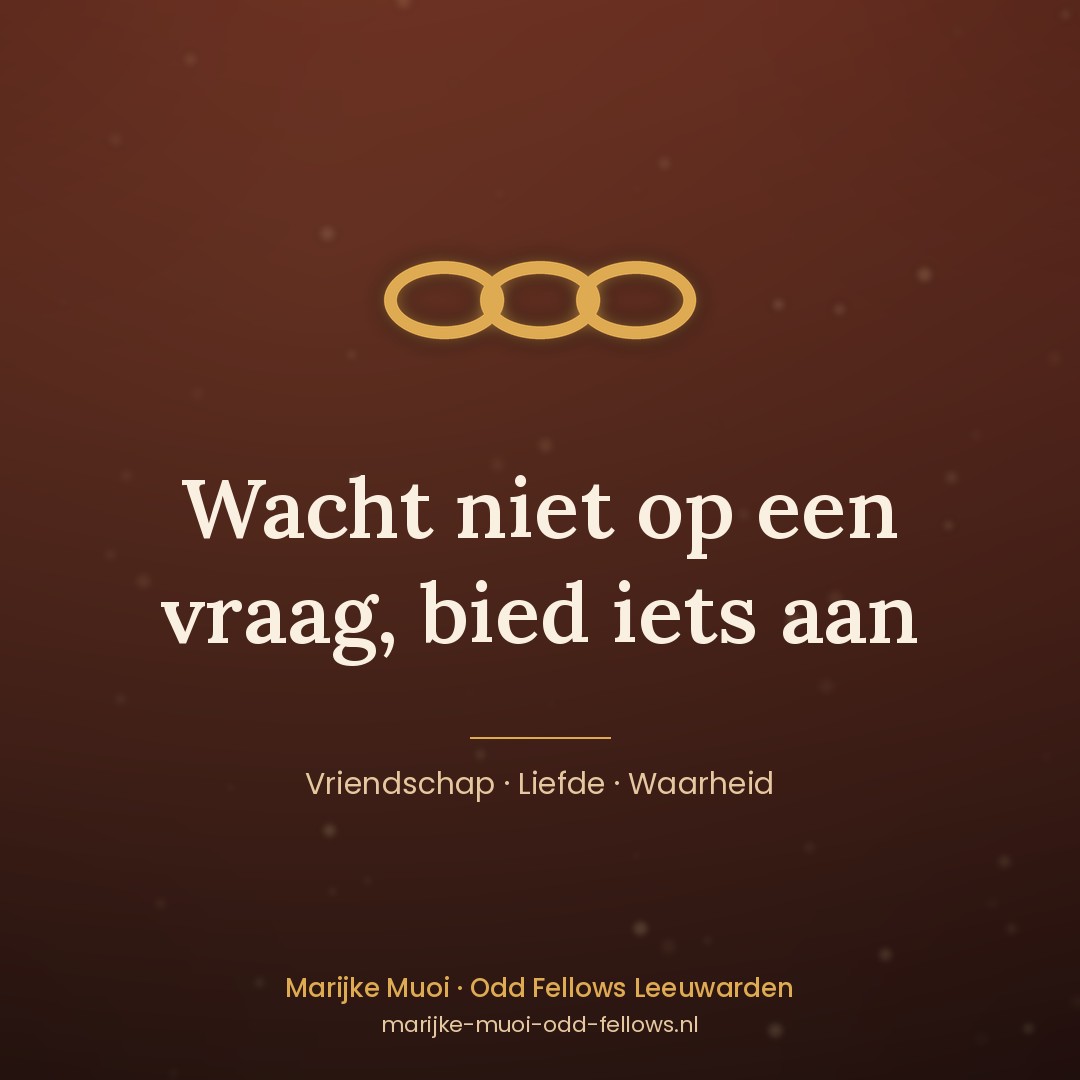 Wacht niet op een
vraag, bied iets aan
Vriendschap · Liefde · Waarheid
Marijke Muoi · Odd Fellows Leeuwarden
marijke-muoi-odd-fellows.nl